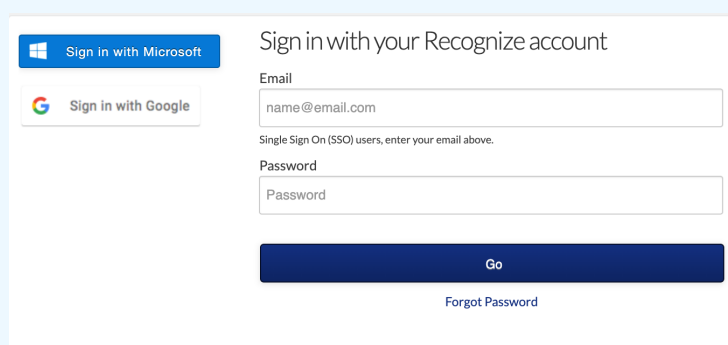 Sign in with Microsoft
Sign in with Google
Sign in with your Recognize account
Email
name@email.com
Single Sign On (SSO) users, enter your email above.
Password
Password
Go
Forgot Password